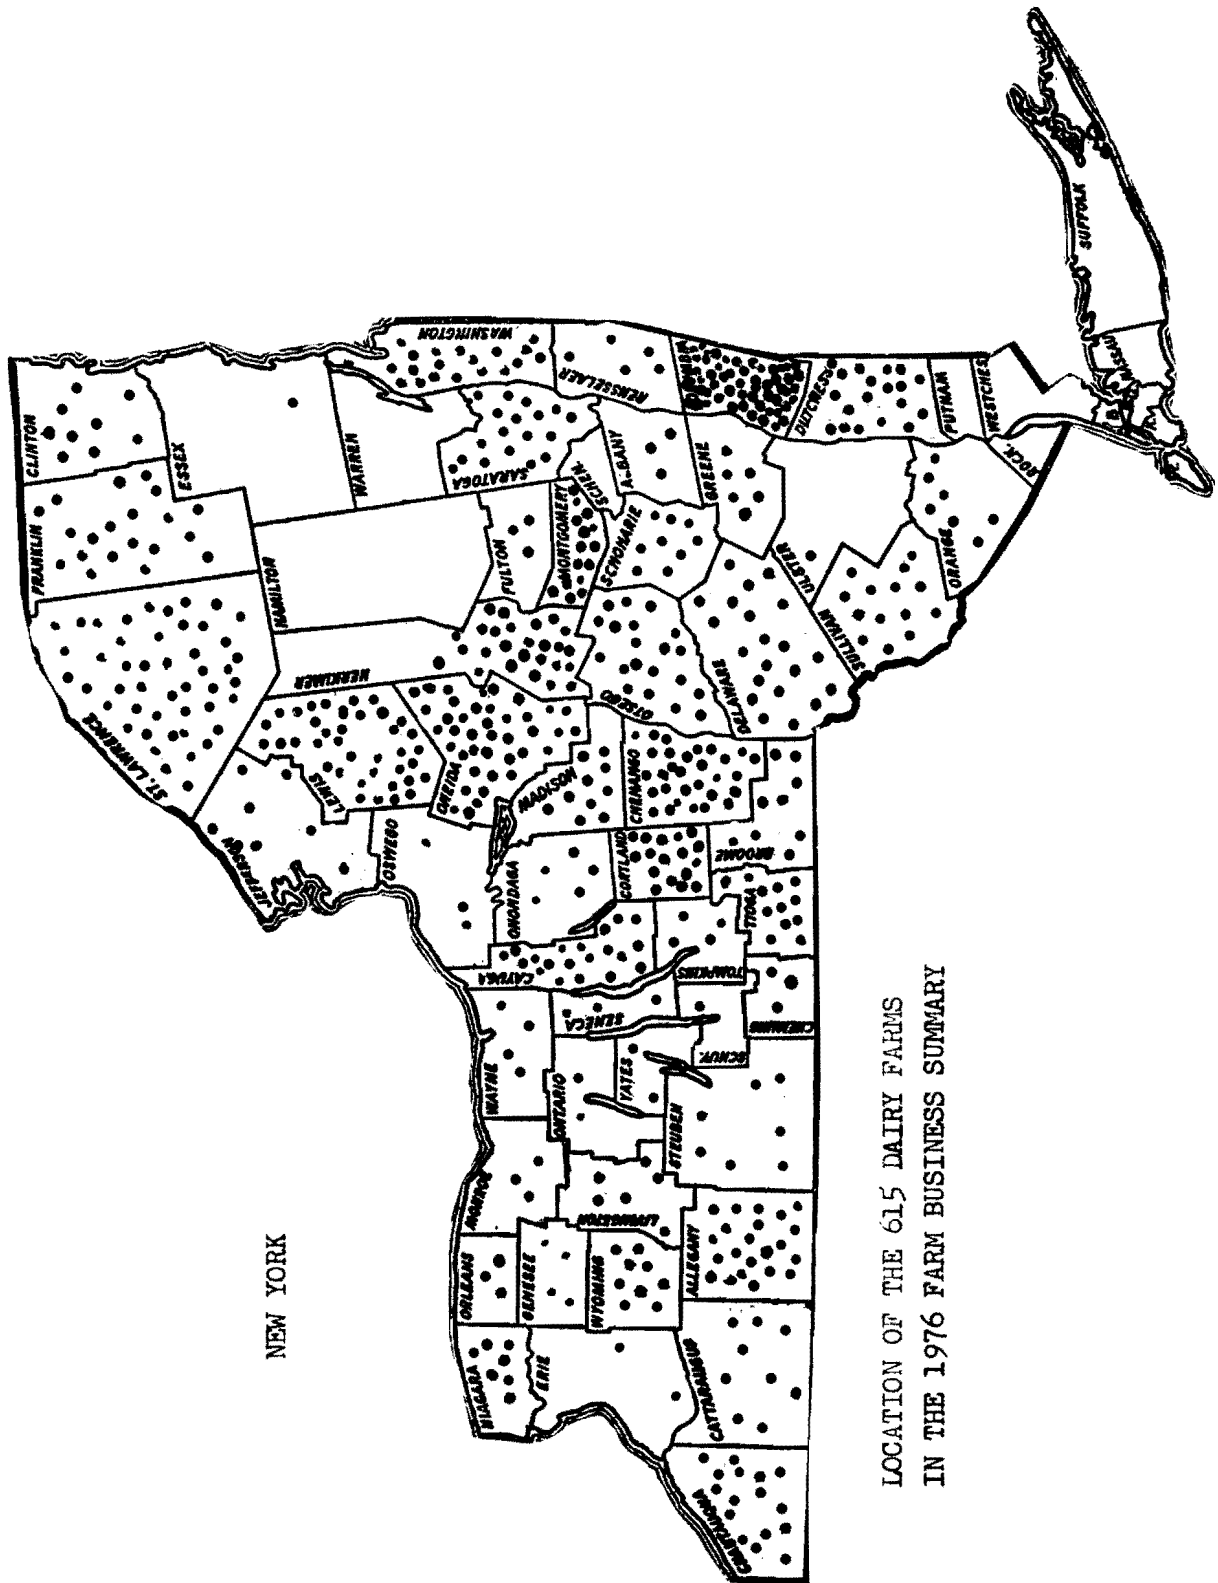 NEW YORK
CLINTON
FRANKLIN
ESSEX
ST. LAWRENCE
HAMILTON
WARREN
WASHINGTON
HERKIMER
LEWIS
JEFFERSON
OSWEGO
ONEIDA
FULTON
SARATOGA
MONTGOMERY
SCHEN.
RENSSELAER
SCHOHARIE
OTSEGO
MADISON
ONONDAGA
CAYUGA
WAYNE
MONROE
ORLEANS
NIAGARA
ERIE
GENESEE
WYOMING
LIVINGSTON
ONTARIO
YATES
SENECA
SCHUY.
TOMPKINS
CORTLAND
CHENANGO
DELAWARE
GREENE
DUTCHESS
ULSTER
SULLIVAN
ORANGE
PUTNAM
ROCK.
SUFFOLK
NASSAU
BROOME
TIOGA
CHEMUNG
STEUBEN
ALLEGANY
CATTARAUGUS
CHAUTAUQUA
LOCATION OF THE 615 DAIRY FARMS
IN THE 1976 FARM BUSINESS SUMMARY